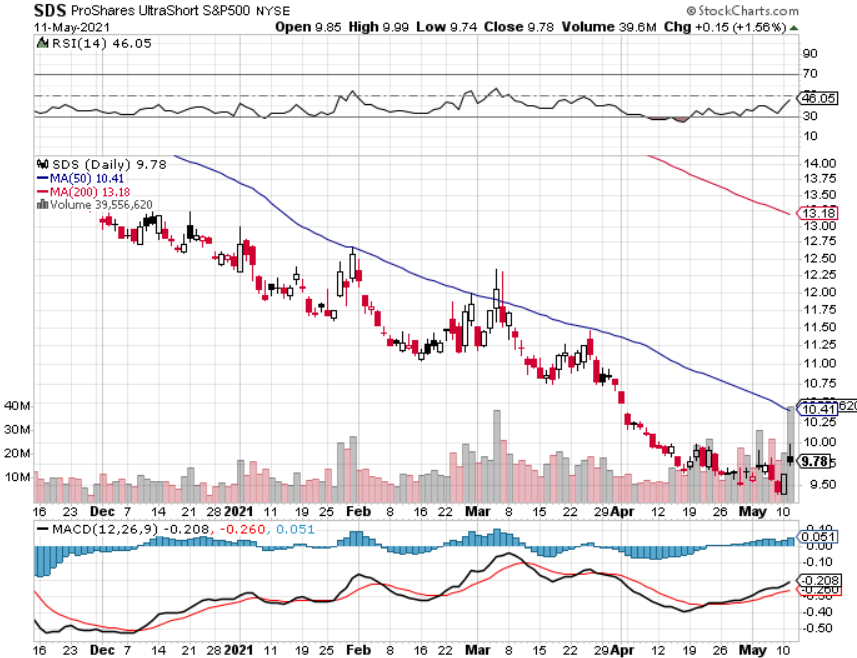 SDS ProShares UltraShort S&P500 NYSE
© StockCharts.com
11-May-2021
Open 9.85 High 9.99 Low 9.74 Close 9.78 Volume 39.6M Chg +0.15 (+1.56%)
RSI(14) 46.05
90
70
46.05
30
10
SDS (Daily) 9.78
MA(50) 10.41
MA(200) 13.18
Volume 39,556,620
14.00
13.75
13.50
13.18
13.00
12.75
12.50
12.25
12.00
11.75
11.50
11.25
11.00
10.75
10.41
10.25
10.00
9.78
9.50
40M
30M
20M
10M
16 23 Dec 7 14 21 28 2021 11 19 25 Feb 8 16 22 Mar 8 15 22 29 Apr 12 19 26 May 10
MACD(12,26,9) -0.208, -0.260, 0.051
0.10
0.051
0.00
-0.10
-0.208
-0.260
-0.30
-0.40
-0.50
16 23 Dec 7 14 21 28 2021 11 19 25 Feb 8 16 22 Mar 8 15 22 29 Apr 12 19 26 May 10